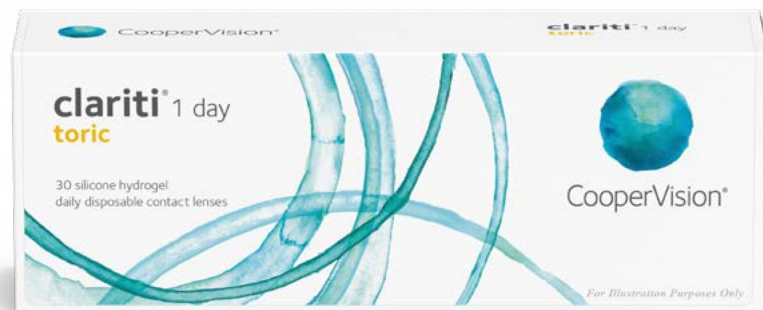 CooperVision®
clariti® 1 day
toric
clariti® 1 day
toric
30 silicone hydrogel
daily disposable contact lenses
CooperVision®
For Illustration Purposes Only